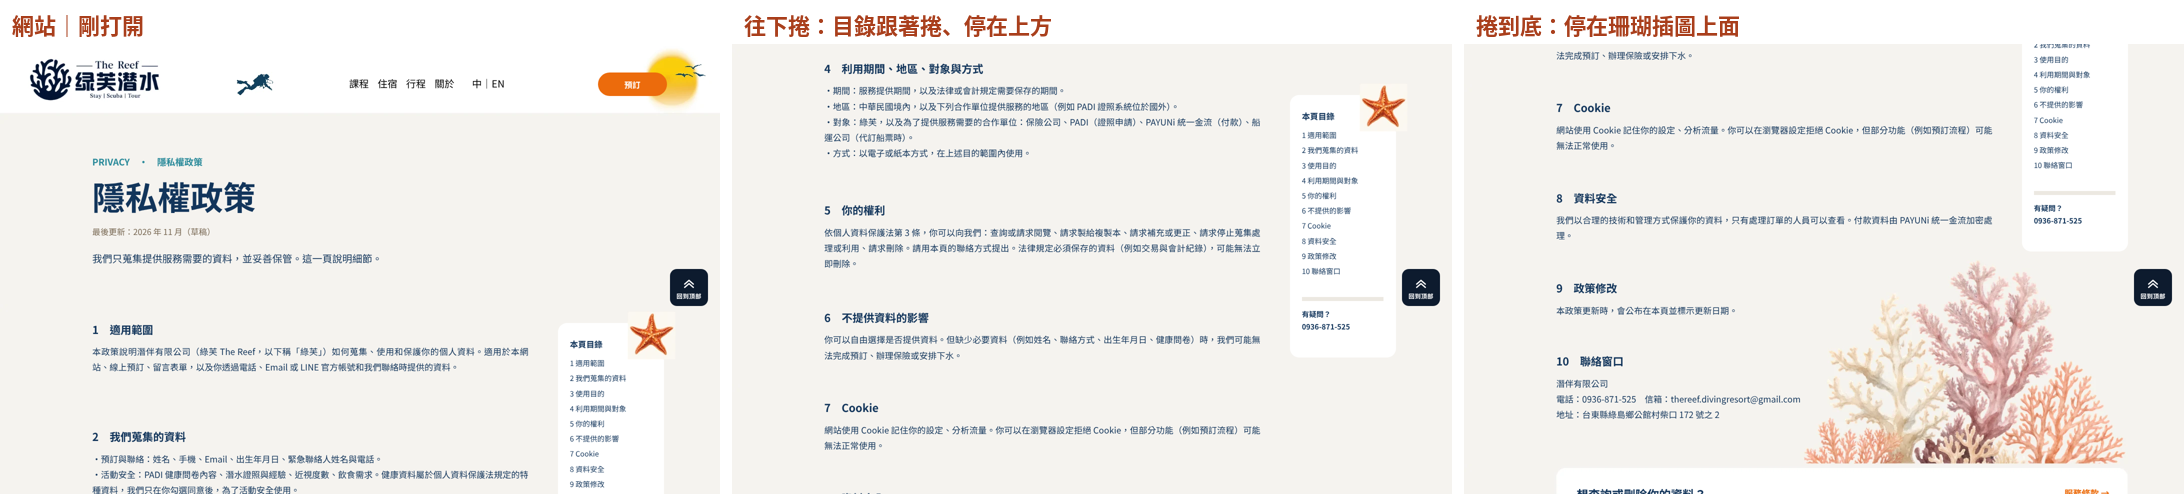 網站｜剛打開
The Reef
绿芙潜水
Stay | Scuba | Tour
課程 住宿 行程 關於 中｜EN
預訂
PRIVACY ・ 隱私權政策
隱私權政策
最後更新：2026 年 11 月（草稿）
我們只蒐集提供服務需要的資料，並妥善保管。這一頁說明細節。
回到頂部
1 適用範圍
本政策說明潛伴有限公司（綠芙 The Reef，以下稱「綠芙」）如何蒐集、使用和保護你的個人資料。適用於本網
站、線上預訂、留言表單，以及你透過電話、Email 或 LINE 官方帳號和我們聯絡時提供的資料。
2 我們蒐集的資料
・預訂與聯絡：姓名、手機、Email、出生年月日、緊急聯絡人姓名與電話。
・活動安全：PADI 健康問卷內容、潛水證照與經驗、近視度數、飲食需求。健康資料屬於個人資料保護法規定的特
種資料，我們只在你勾選同意後，為了活動安全使用。
本頁目錄
1 適用範圍
2 我們蒐集的資料
3 使用目的
4 利用期間與對象
5 你的權利
6 不提供的影響
7 Cookie
8 資料安全
9 政策修改
往下捲：目錄跟著捲、停在上方
4 利用期間、地區、對象與方式
・期間：服務提供期間，以及法律或會計規定需要保存的期間。
・地區：中華民國境內，以及下列合作單位提供服務的地區（例如 PADI 證照系統位於國外）。
・對象：綠芙，以及為了提供服務需要的合作單位：保險公司、PADI（證照申請）、PAYUNi 統一金流（付款）、船
運公司（代訂船票時）。
・方式：以電子或紙本方式，在上述目的範圍內使用。
5 你的權利
依個人資料保護法第 3 條，你可以向我們：查詢或請求閱覽、請求製給複製本、請求補充或更正、請求停止蒐集處
理或利用、請求刪除。請用本頁的聯絡方式提出。法律規定必須保存的資料（例如交易與會計紀錄），可能無法立
即刪除。
6 不提供資料的影響
你可以自由選擇是否提供資料。但缺少必要資料（例如姓名、聯絡方式、出生年月日、健康問卷）時，我們可能無
法完成預訂、辦理保險或安排下水。
7 Cookie
網站使用 Cookie 記住你的設定、分析流量。你可以在瀏覽器設定拒絕 Cookie，但部分功能（例如預訂流程）可能
無法正常使用。
本頁目錄
1 適用範圍
2 我們蒐集的資料
3 使用目的
4 利用期間與對象
5 你的權利
6 不提供的影響
7 Cookie
8 資料安全
9 政策修改
10 聯絡窗口
有疑問？
0936-871-525
回到頂部
捲到底：停在珊瑚插圖上面
法完成預訂、辦理保險或安排下水。
7 Cookie
網站使用 Cookie 記住你的設定、分析流量。你可以在瀏覽器設定拒絕 Cookie，但部分功能（例如預訂流程）可能
無法正常使用。
8 資料安全
我們以合理的技術和管理方式保護你的資料，只有處理訂單的人員可以查看。付款資料由 PAYUNi 統一金流加密處
理。
9 政策修改
本政策更新時，會公布在本頁並標示更新日期。
10 聯絡窗口
潛伴有限公司
電話：0936-871-525 信箱：thereef.divingresort@gmail.com
地址：台東縣綠島鄉公館村柴口 172 號之 2
2 我們蒐集的資料
3 使用目的
4 利用期間與對象
5 你的權利
6 不提供的影響
7 Cookie
8 資料安全
9 政策修改
10 聯絡窗口
有疑問？
0936-871-525
回到頂部
想查詢或刪除你的資料？
服務條款 →